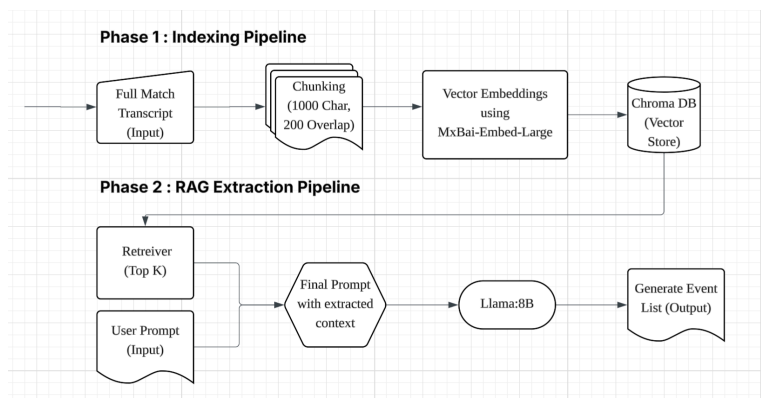 Phase 1 : Indexing Pipeline
Full Match
Transcript
(Input)
Chunking
(1000 Char,
200 Overlap)
Vector Embeddings
using
MxBai-Embed-Large
Chroma DB
(Vector
Store)
Phase 2 : RAG Extraction Pipeline
Retreiver
(Top K)
User Prompt
(Input)
Final Prompt
with extracted
context
Llama:8B
Generate Event
List (Output)